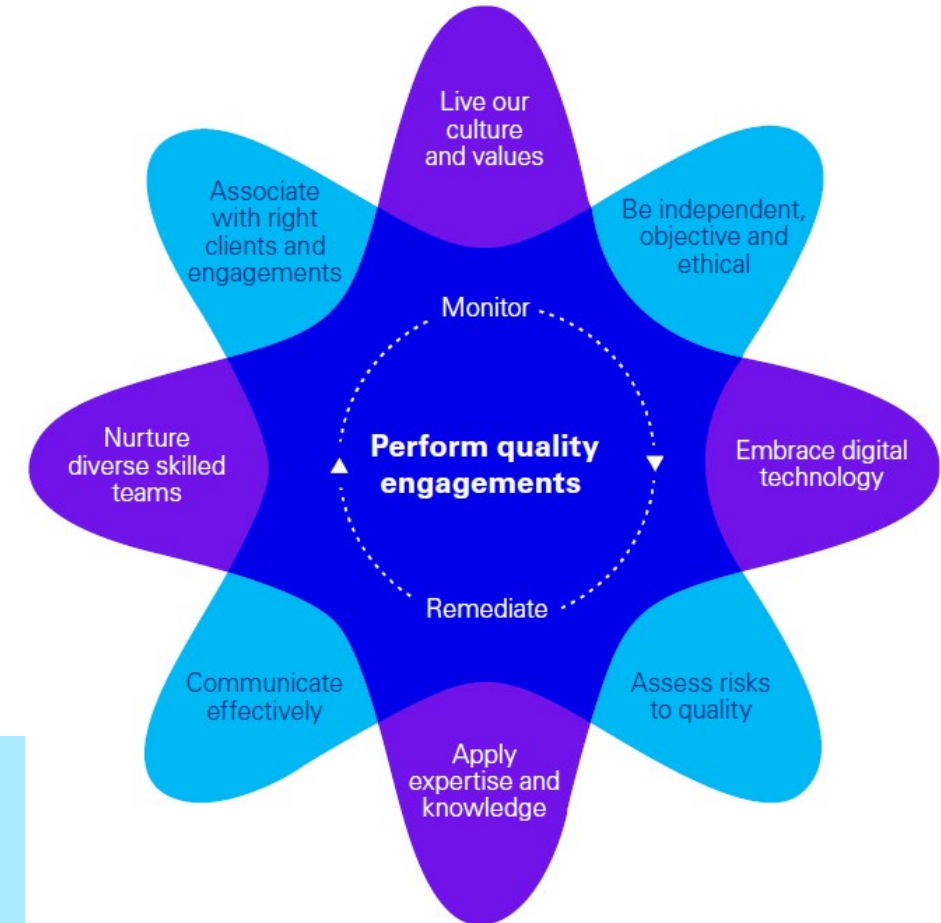 Live our
culture
and values
Associate
with right
clients and
engagements
Be independent,
objective and
ethical
Monitor
Nurture
diverse skilled
teams
Perform quality
engagements
Embrace digital
technology
Remediate
Communicate
effectively
Assess risks
to quality
Apply
expertise and
knowledge